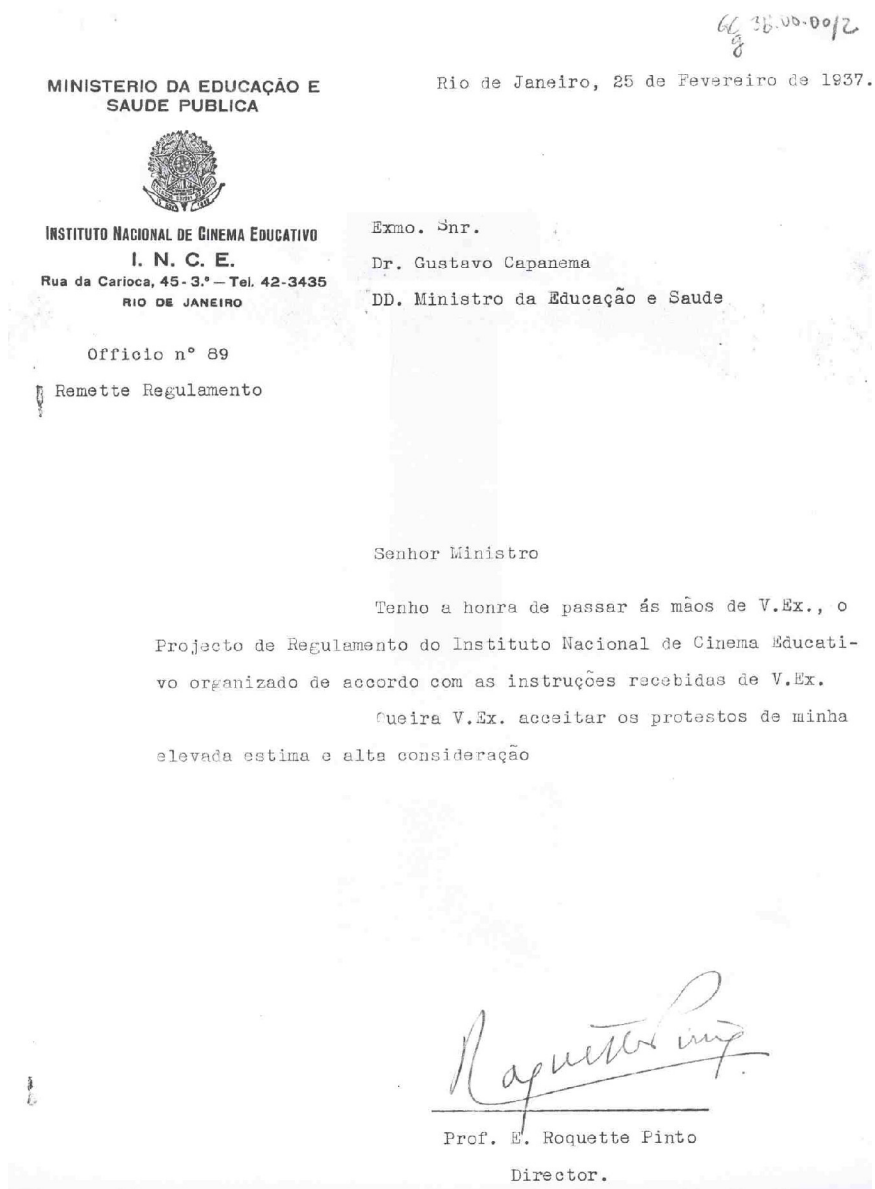 GG g 36.00.00/2
Rio de Janeiro, 25 de Fevereiro de 1937.
MINISTERIO DA EDUCAÇÃO E
SAUDE PUBLICA
INSTITUTO NACIONAL DE CINEMA EDUCATIVO
I. N. C. E.
Rua da Carioca, 45 - 3.° — Tel. 42-3435
RIO DE JANEIRO
Officio n° 89
Remette Regulamento
Exmo. Snr.
Dr. Gustavo Capanema
DD. Ministro da Educação e Saude
Senhor Ministro
Tenho a honra de passar ás mãos de V.Ex., o
Projecto de Regulamento do Instituto Nacional de Cinema Educati-
vo organizado de accordo com as instruções recebidas de V.Ex.
Queira V.Ex. acceitar os protestos de minha
elevada estima e alta consideração
Roquette Pinto
Prof. E. Roquette Pinto
Director.